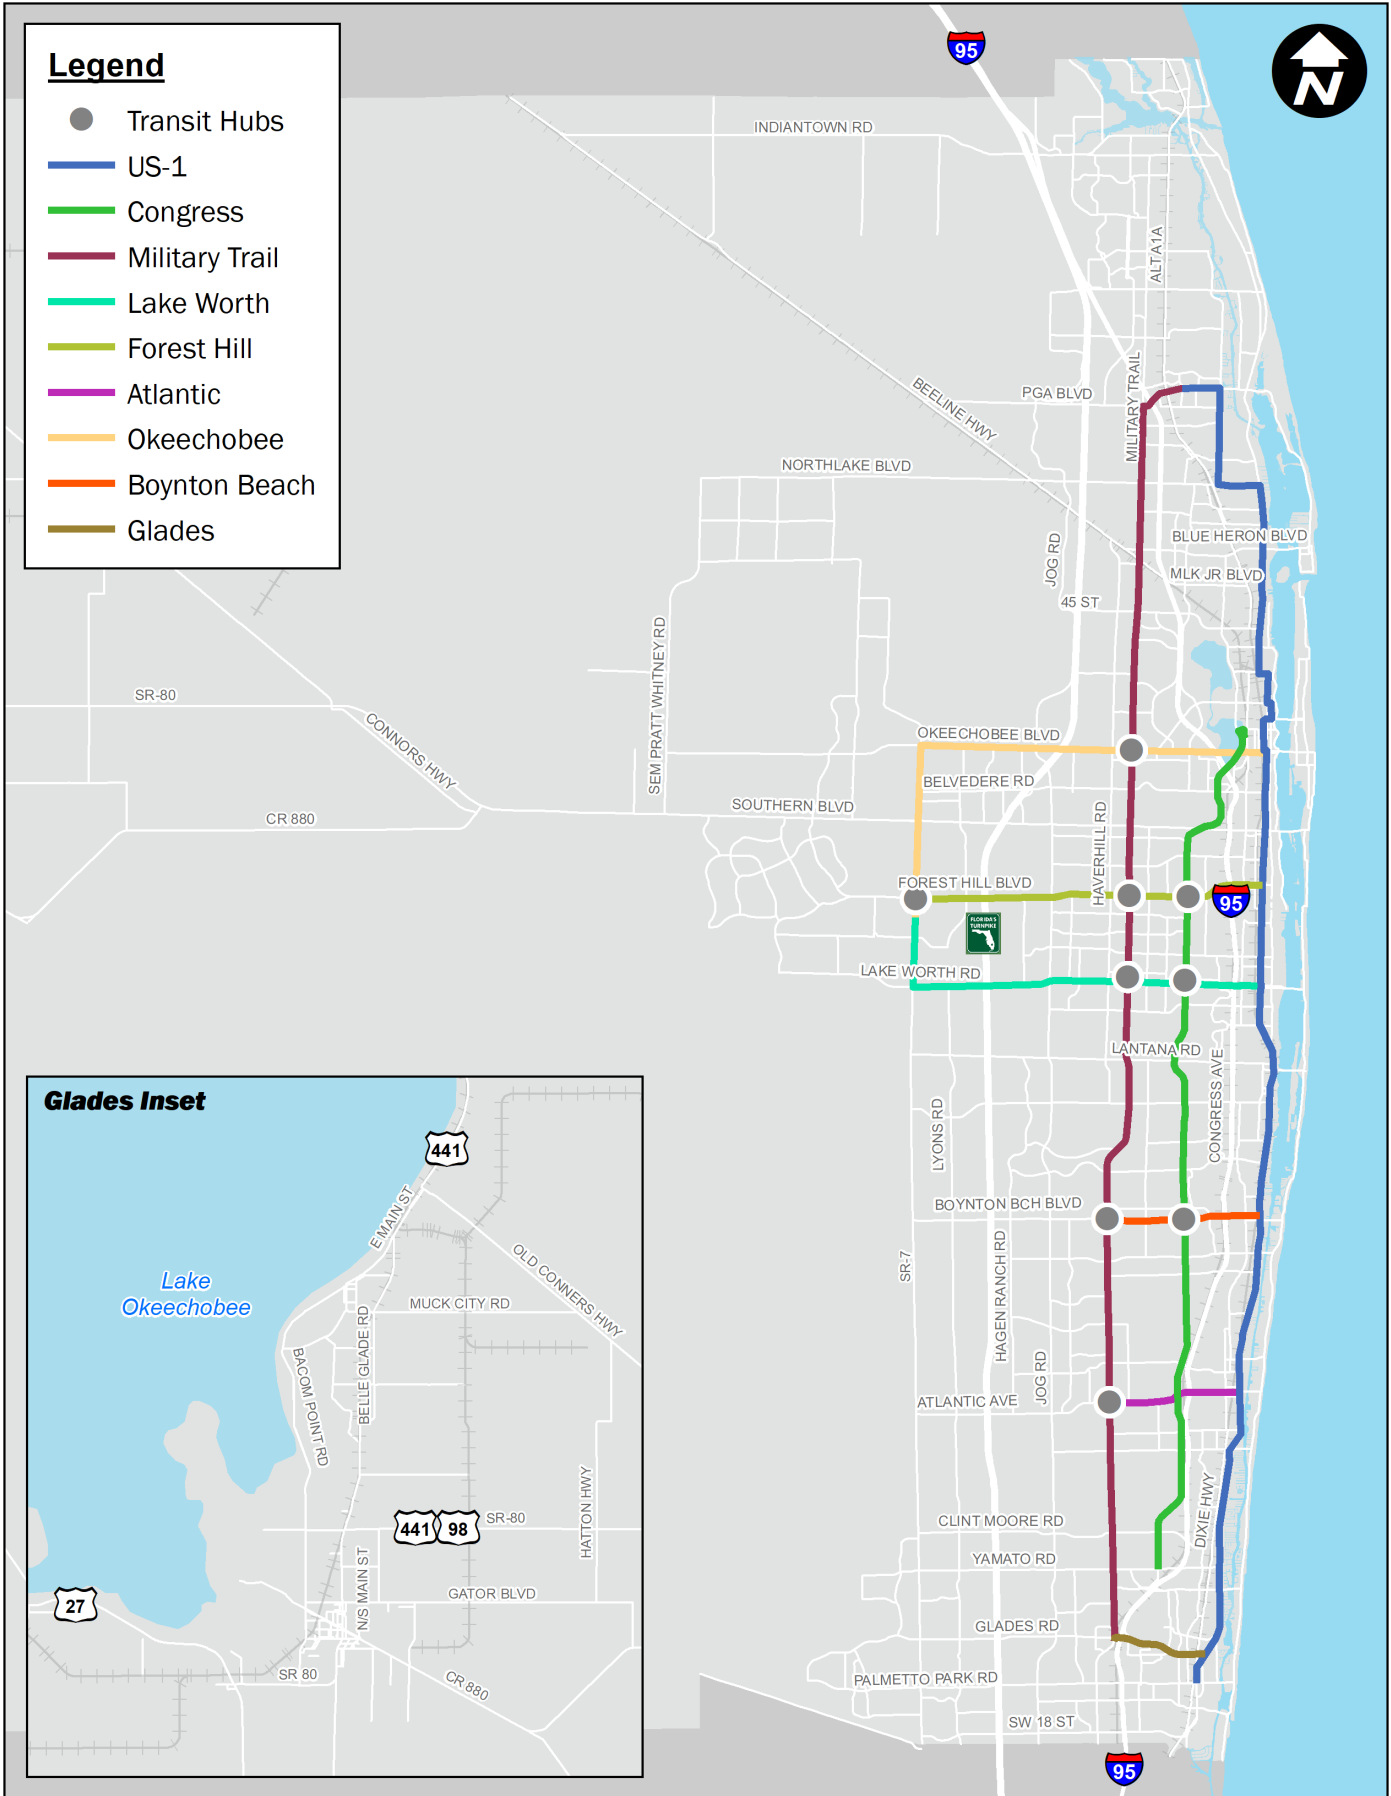 Legend
Transit Hubs
US-1
Congress
Military Trail
Lake Worth
Forest Hill
Atlantic
Okeechobee
Boynton Beach
Glades
N
95
INDIANTOWN RD
ALT A1A
PGA BLVD
MILITARY TRAIL
BEELINE HWY
NORTHLAKE BLVD
BLUE HERON BLVD
JOG RD
MLK JR BLVD
45 ST
SEM PRATT WHITNEY RD
SR-80
CONNORS HWY
OKEECHOBEE BLVD
BELVEDERE RD
SOUTHERN BLVD
CR 880
HAVERHILL RD
FOREST HILL BLVD
95
FLORIDA'S
TURNPIKE
LAKE WORTH RD
LANTANA RD
CONGRESS AVE
LYONS RD
BOYNTON BCH BLVD
SR-7
HAGEN RANCH RD
JOG RD
ATLANTIC AVE
DIXIE HWY
CLINT MOORE RD
YAMATO RD
GLADES RD
PALMETTO PARK RD
SW 18 ST
95
Glades Inset
441
E MAIN ST
OLD CONNERS HWY
Lake
Okeechobee
MUCK CITY RD
BELLE GLADE RD
BACOM POINT RD
HATTON HWY
441
98
SR-80
N/S MAIN ST
GATOR BLVD
27
SR 80
CR 880